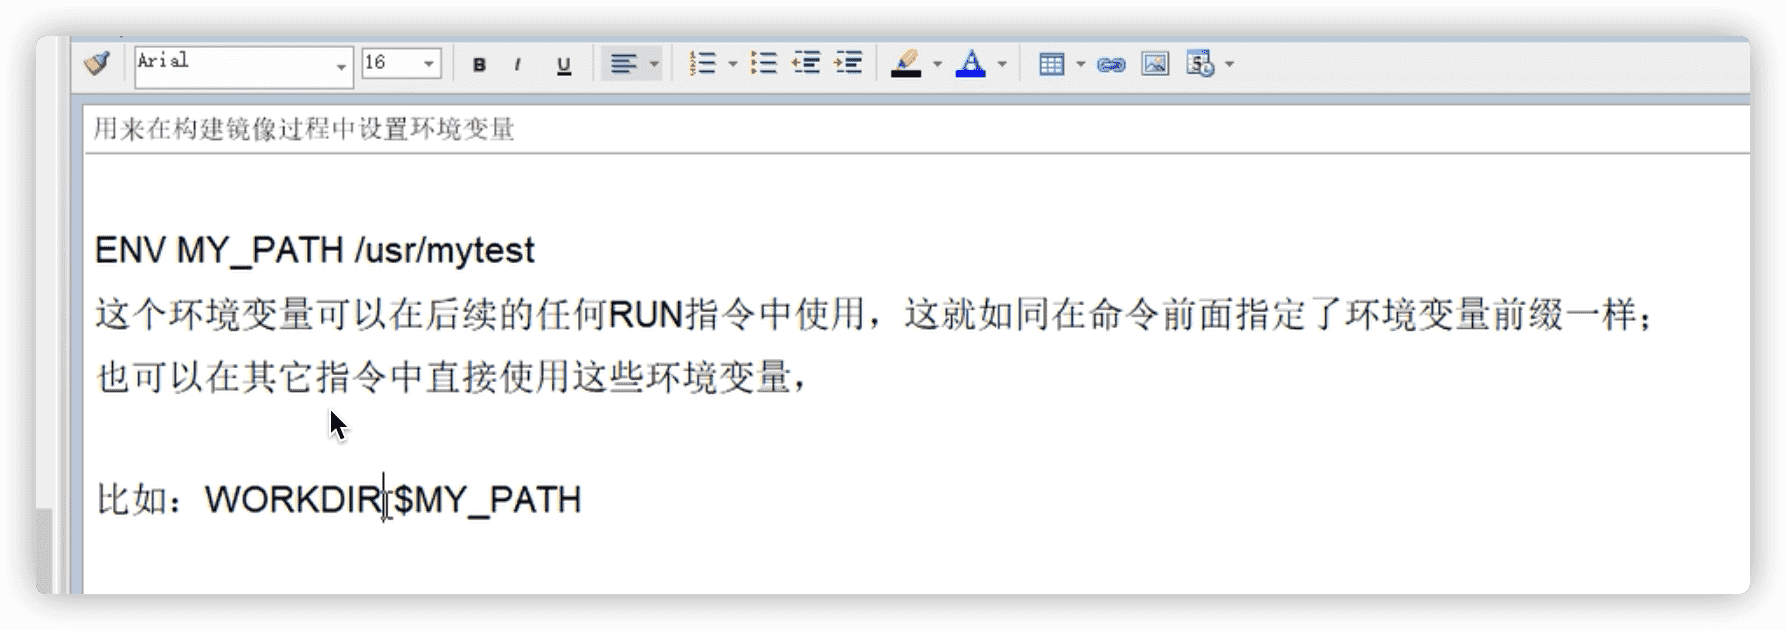 Arial 16 B I U
用来在构建镜像过程中设置环境变量
ENV MY_PATH /usr/mytest
这个环境变量可以在后续的任何RUN指令中使用，这就如同在命令前面指定了环境变量前缀一样；
也可以在其它指令中直接使用这些环境变量，
比如：WORKDIR $MY_PATH